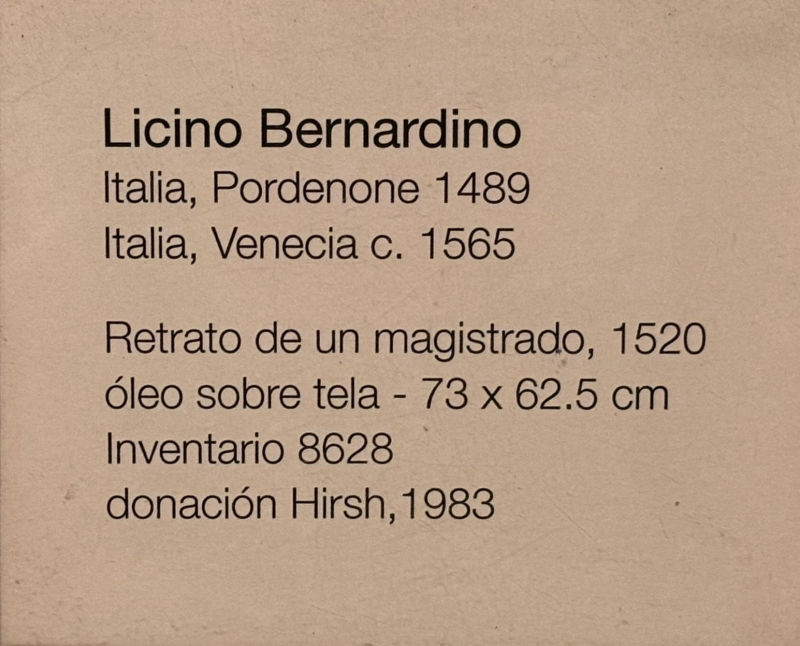 Licino Bernardino
Italia, Pordenone 1489
Italia, Venecia c. 1565
Retrato de un magistrado, 1520
óleo sobre tela - 73 x 62.5 cm
Inventario 8628
donación Hirsh,1983